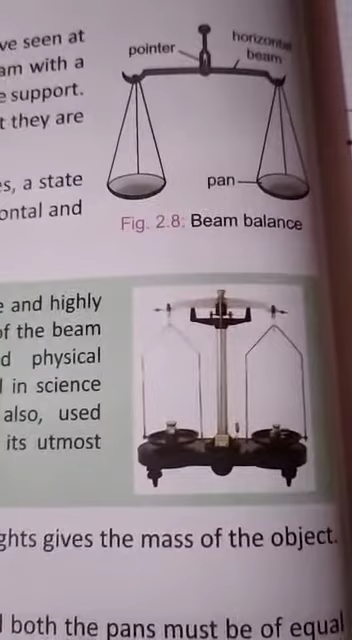 ve seen at
am with a
e support.
t they are
s, a state
ontal and
pointer
horizontal
beam
pan
Fig. 2.8: Beam balance
e and highly
of the beam
d physical
l in science
also, used
its utmost
ghts gives the mass of the object.
l both the pans must be of equal